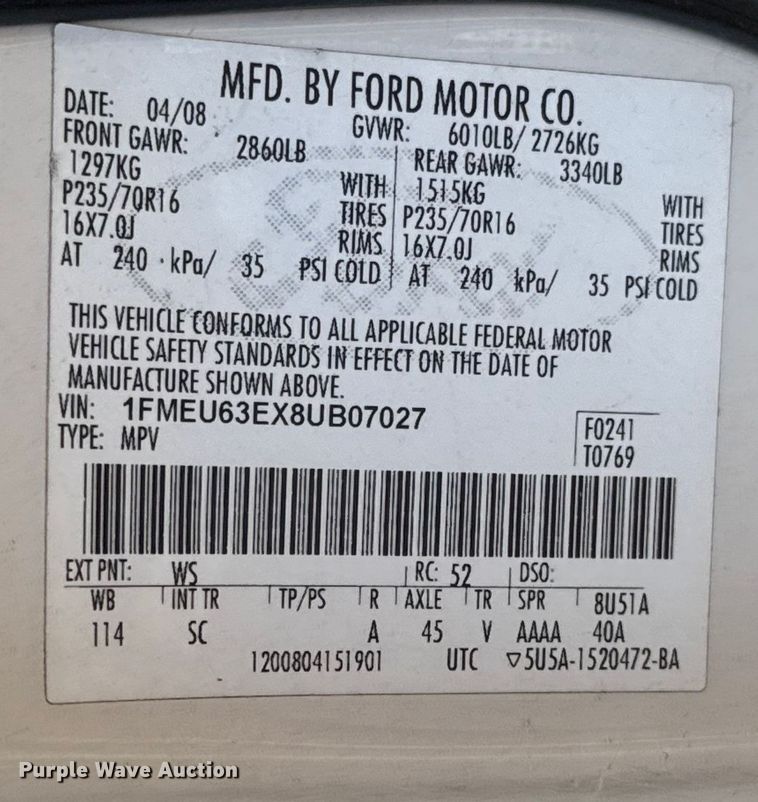 MFD. BY FORD MOTOR CO.
DATE: 04/08 GVWR: 6010LB/ 2726KG
FRONT GAWR: 2860LB REAR GAWR: 3340LB
1297KG WITH 1515KG WITH
P235/70R16 TIRES P235/70R16 TIRES
16X7.0J RIMS 16X7.0J RIMS
AT 240 kPa/ 35 PSI COLD AT 240 kPa/ 35 PSI COLD
THIS VEHICLE CONFORMS TO ALL APPLICABLE FEDERAL MOTOR
VEHICLE SAFETY STANDARDS IN EFFECT ON THE DATE OF
MANUFACTURE SHOWN ABOVE.
VIN: 1FMEU63EX8UB07027 F0241
TYPE: MPV T0769
EXT PNT: WS RC: 52 DSO:
WB INT TR TP/PS R AXLE TR SPR 8U51A
114 SC A 45 V AAAA 40A
1200804151901 UTC ▽5U5A-1520472-BA
Purple Wave Auction